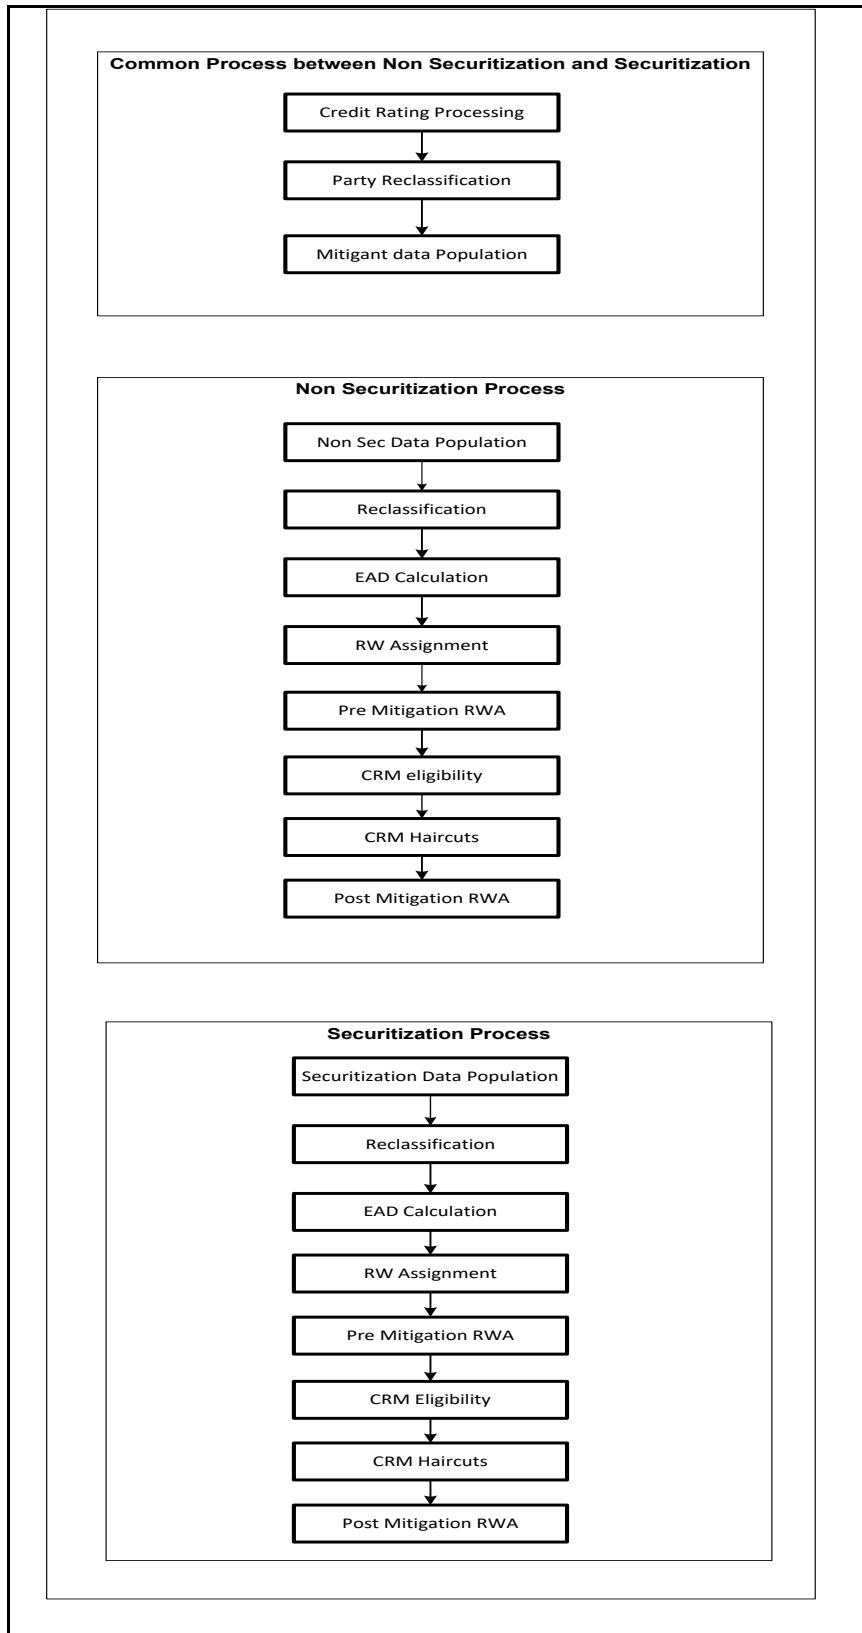 Common Process between Non Securitization and Securitization
Credit Rating Processing
Party Reclassification
Mitigant data Population
Non Securitization Process
Non Sec Data Population
Reclassification
EAD Calculation
RW Assignment
Pre Mitigation RWA
CRM eligibility
CRM Haircuts
Post Mitigation RWA
Securitization Process
Securitization Data Population
Reclassification
EAD Calculation
RW Assignment
Pre Mitigation RWA
CRM Eligibility
CRM Haircuts
Post Mitigation RWA